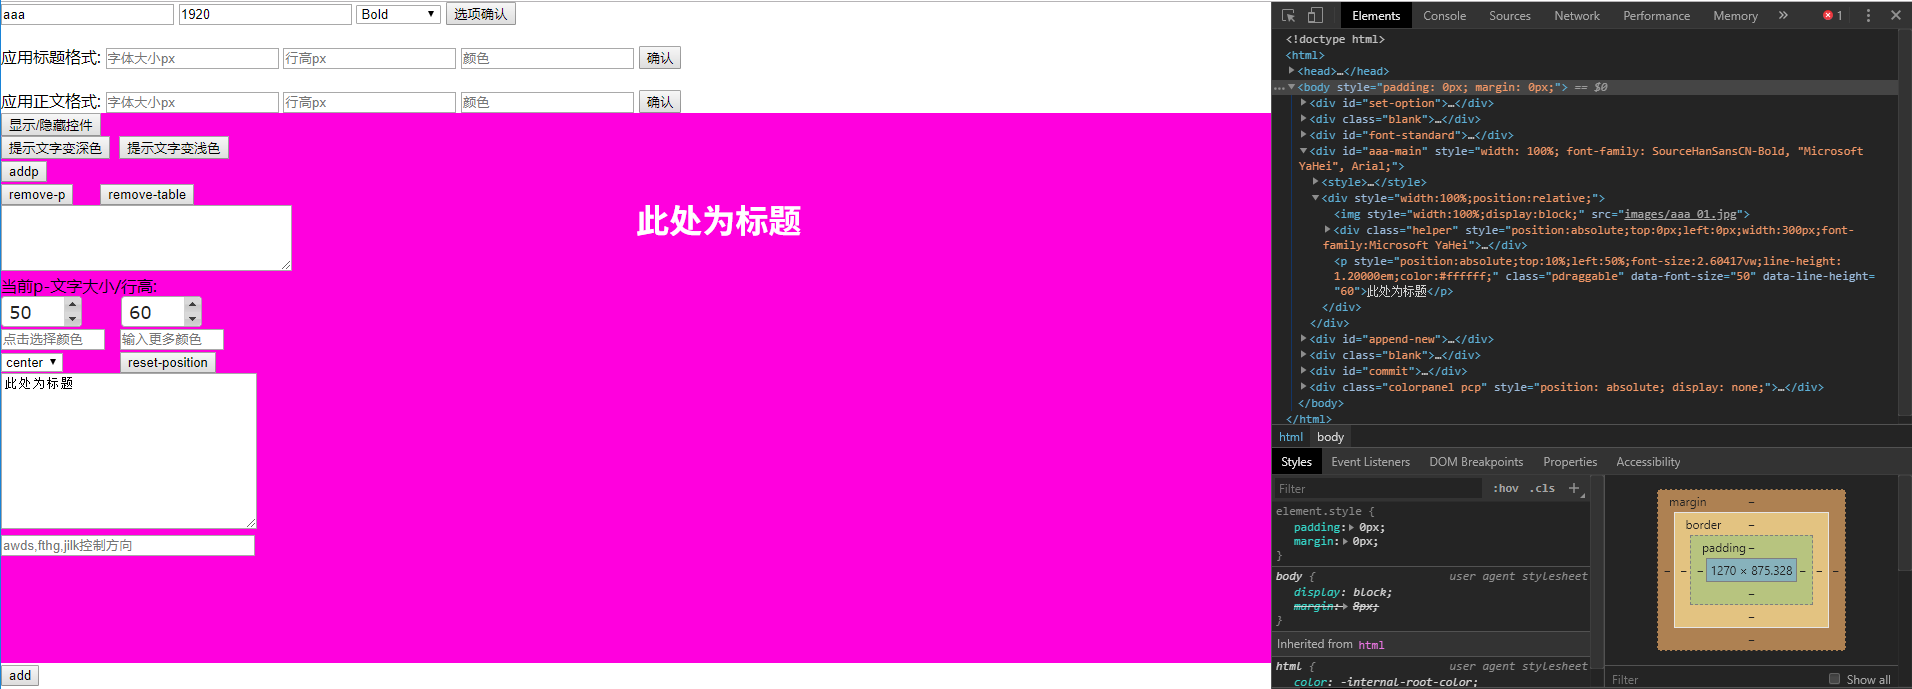 aaa 1920 Bold 选项确认
应用标题格式: 字体大小px 行高px 颜色 确认
应用正文格式: 字体大小px 行高px 颜色 确认
显示/隐藏控件
提示文字变深色 提示文字变浅色
addp
remove-p remove-table
此处为标题
当前p-文字大小/行高:
50 60
点击选择颜色 输入更多颜色
center reset-position
此处为标题
awds,fthg,jilk控制方向
add
Elements Console Sources Network Performance Memory » 1
<!doctype html>
<html>
<head>…</head>
<body style="padding: 0px; margin: 0px;"> == $0
<div id="set-option">…</div>
<div class="blank">…</div>
<div id="font-standard">…</div>
<div id="aaa-main" style="width: 100%; font-family: SourceHanSansCN-Bold, "Microsoft
YaHei", Arial;">
<style>…</style>
<div style="width:100%;position:relative;">
<img style="width:100%;display:block;" src="images/aaa_01.jpg">
<div class="helper" style="position:absolute;top:0px;left:0px;width:300px;font-
family:Microsoft YaHei">…</div>
<p style="position:absolute;top:10%;left:50%;font-size:2.60417vw;line-height:
1.20000em;color:#ffffff;" class="pdraggable" data-font-size="50" data-line-height=
"60">此处为标题</p>
</div>
</div>
<div id="append-new">…</div>
<div class="blank">…</div>
<div id="commit">…</div>
<div class="colorpanel pcp" style="position: absolute; display: none;">…</div>
</body>
</html>
html body
Styles Event Listeners DOM Breakpoints Properties Accessibility
Filter :hov .cls +
element.style {
padding: 0px;
margin: 0px;
}
body { user agent stylesheet
display: block;
margin: 8px;
}
Inherited from html
html { user agent stylesheet
color: -internal-root-color;
margin –
border –
padding –
– – – 1270 × 875.328 – – –
–
–
–
Filter Show all